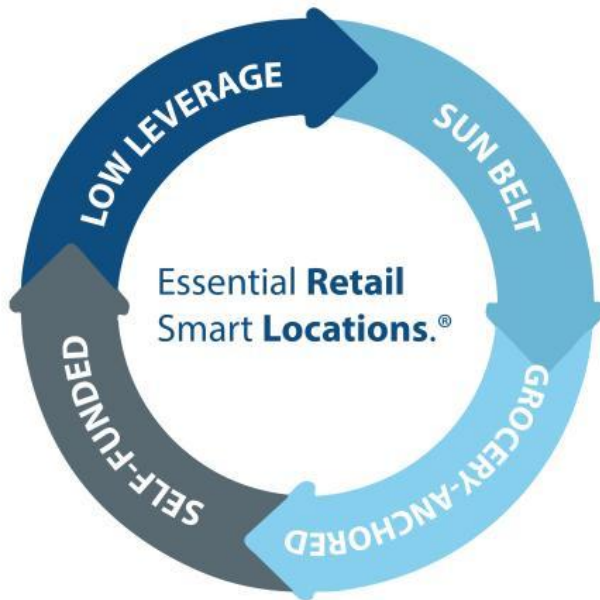 LOW LEVERAGE
SUN BELT
GROCERY-ANCHORED
SELF-FUNDED
Essential Retail
Smart Locations.®